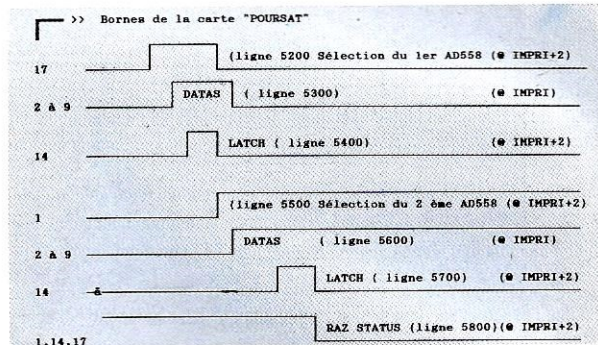 >> Bornes de la carte "POURSAT"
17 (ligne 5200 Sélection du 1er AD558 (@ IMPRI+2)
2 à 9 DATAS ( ligne 5300) (@ IMPRI)
14 LATCH ( ligne 5400) (@ IMPRI+2)
1 (ligne 5500 Sélection du 2 ème AD558 (@ IMPRI+2)
2 à 9 DATAS ( ligne 5600) (@ IMPRI)
14 & LATCH ( ligne 5700) (@ IMPRI+2)
1,14,17 RAZ STATUS (ligne 5800)(@ IMPRI+2)